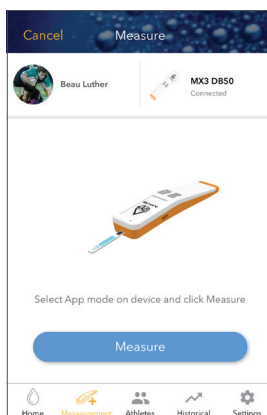 Cancel Measure
Beau Luther
MX3 DB50
Connected
Select App mode on device and click Measure
Measure
Home Measurement Athletes Historical Settings